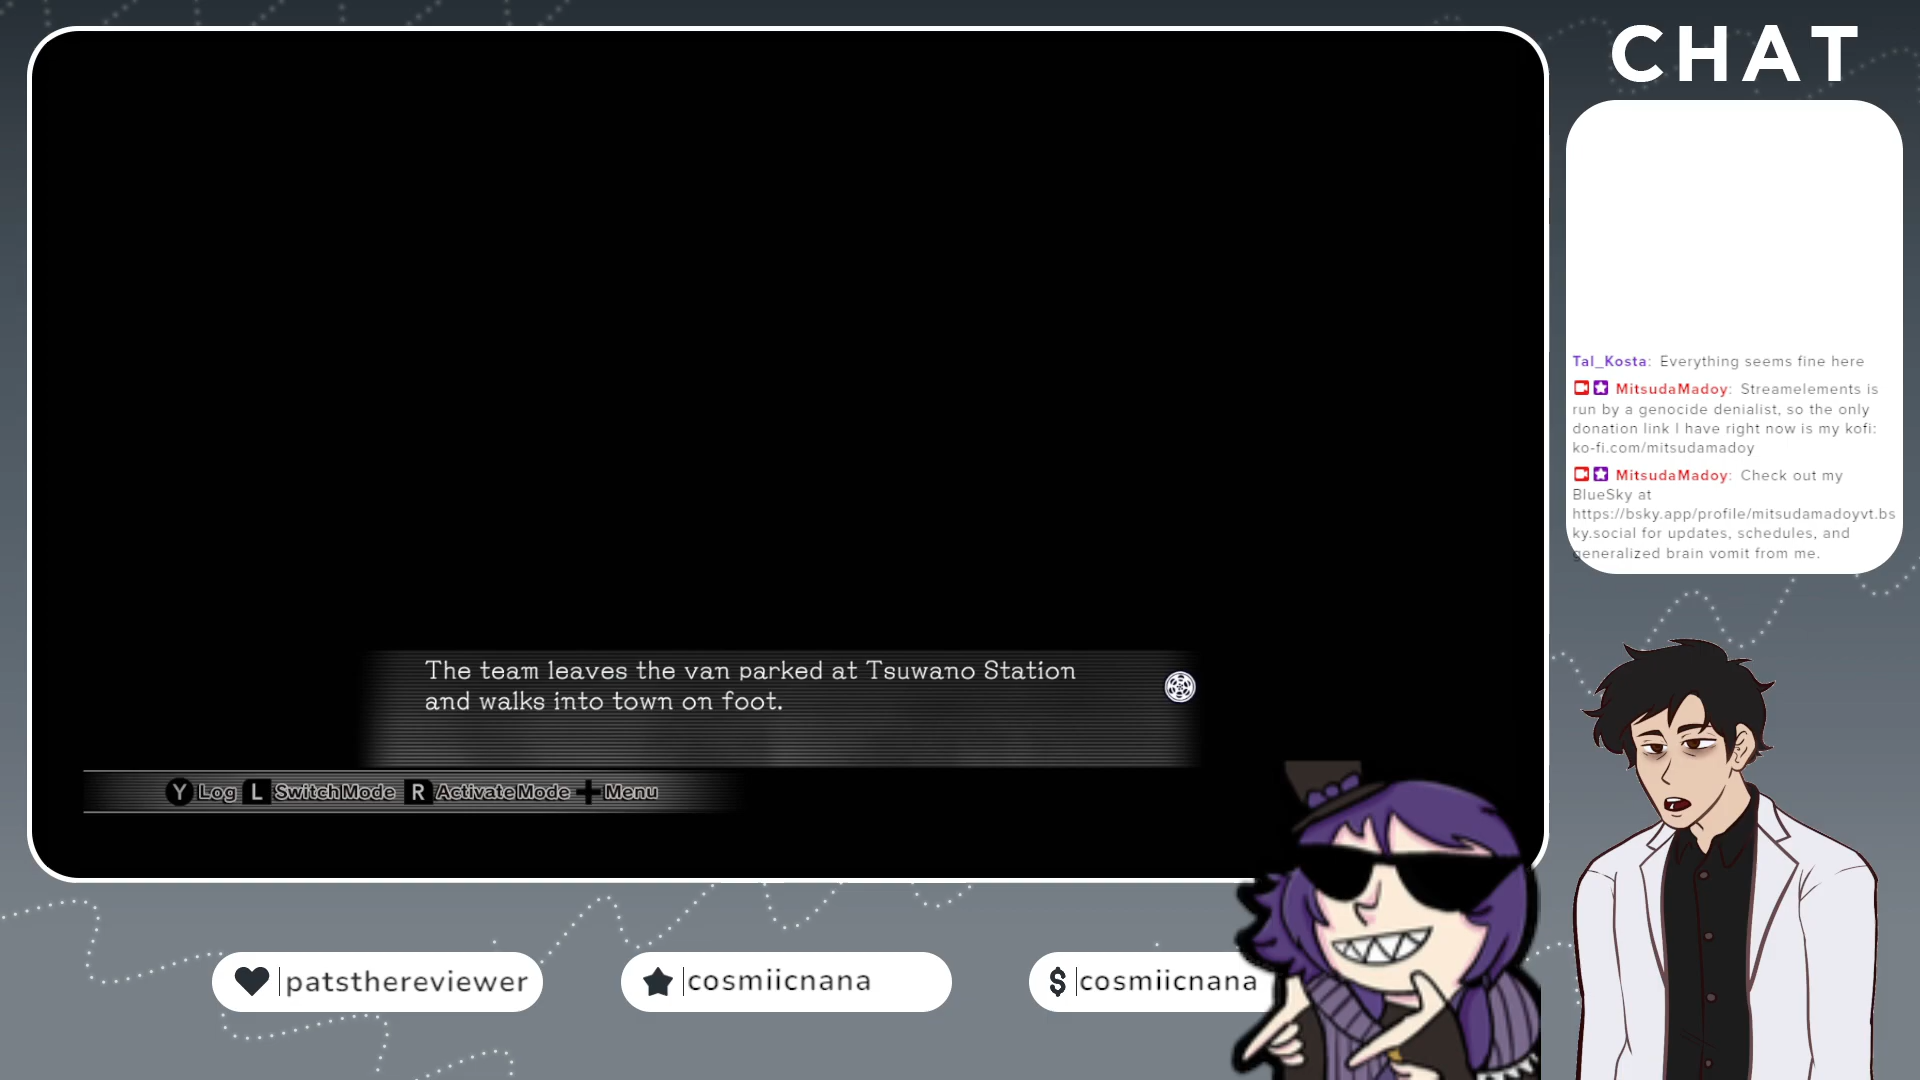 CHAT
Tal_Kosta: Everything seems fine here
MitsudaMadoy: Streamelements is
run by a genocide denialist, so the only
donation link I have right now is my kofi:
ko-fi.com/mitsudamadoy
MitsudaMadoy: Check out my
BlueSky at
https://bsky.app/profile/mitsudamadoyvt.bs
ky.social for updates, schedules, and
generalized brain vomit from me.
The team leaves the van parked at Tsuwano Station
and walks into town on foot.
Y Log L SwitchMode R ActivateMode + Menu
patsthereviewer
cosmiicnana
$ cosmiicnana